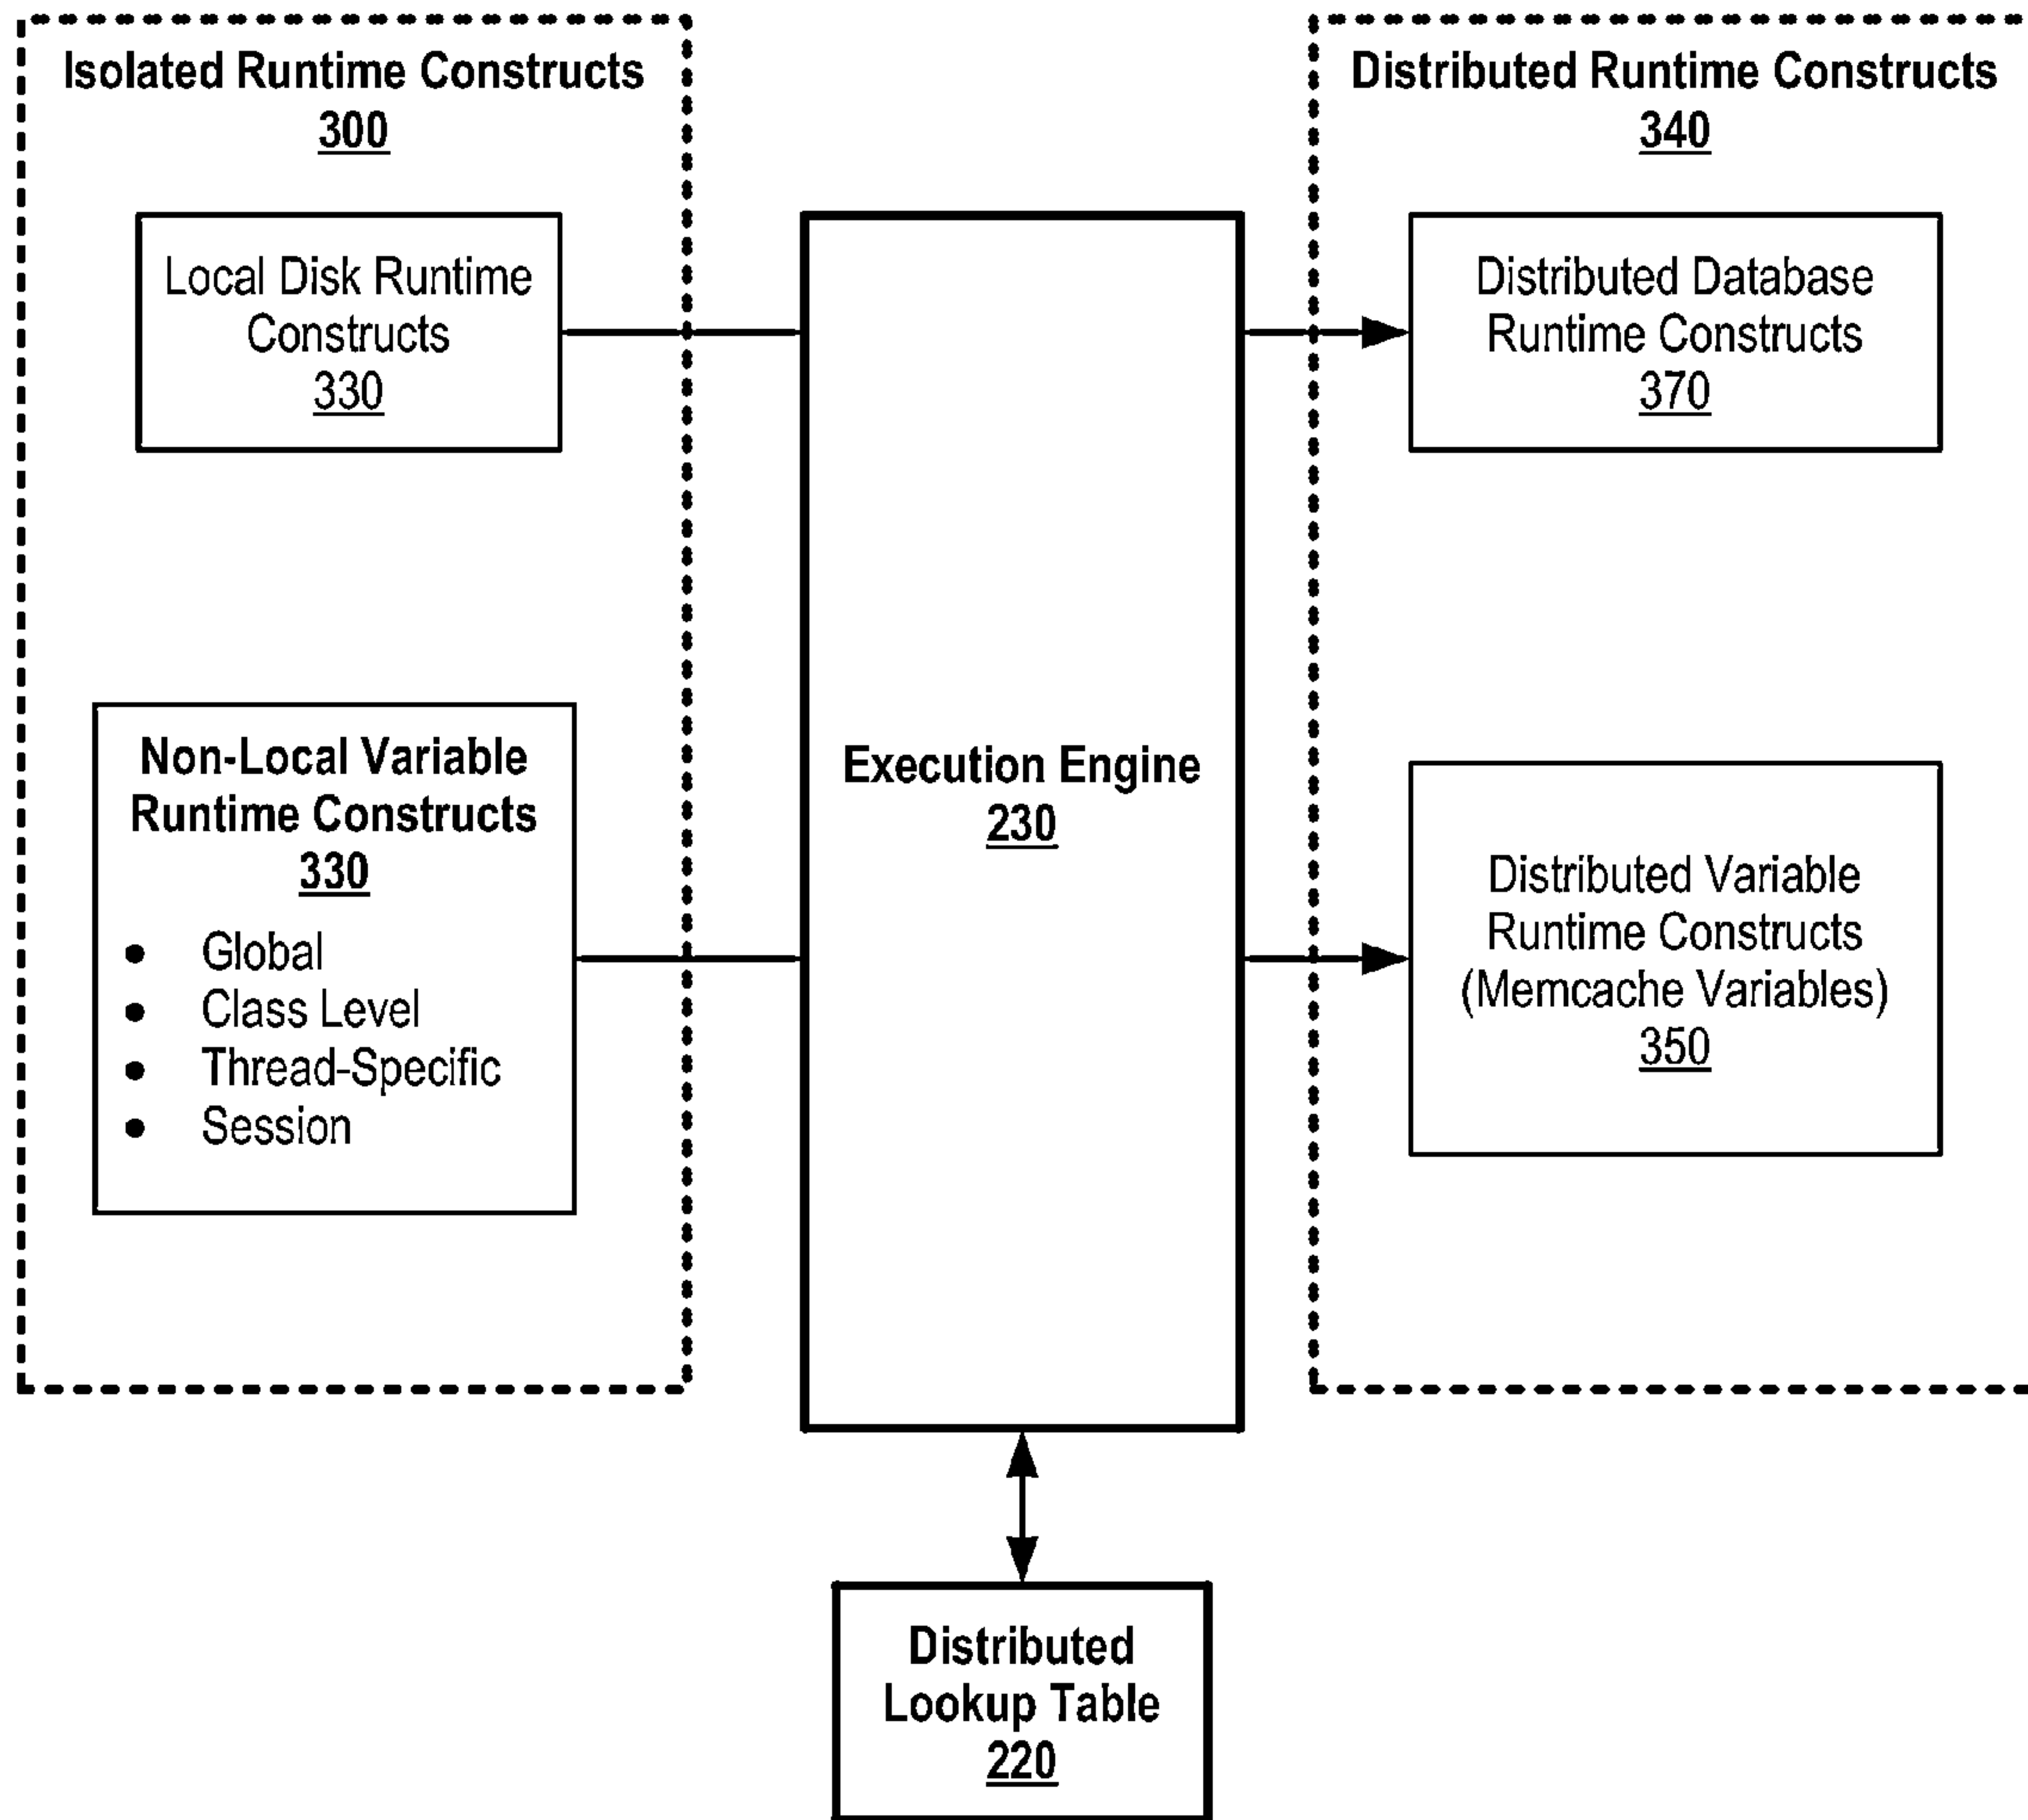 Isolated Runtime Constructs
300
Local Disk Runtime
Constructs
330
Non-Local Variable
Runtime Constructs
330
• Global
• Class Level
• Thread-Specific
• Session
Execution Engine
230
Distributed Lookup Table
220
Distributed Runtime Constructs
340
Distributed Database
Runtime Constructs
370
Distributed Variable
Runtime Constructs
(Memcache Variables)
350